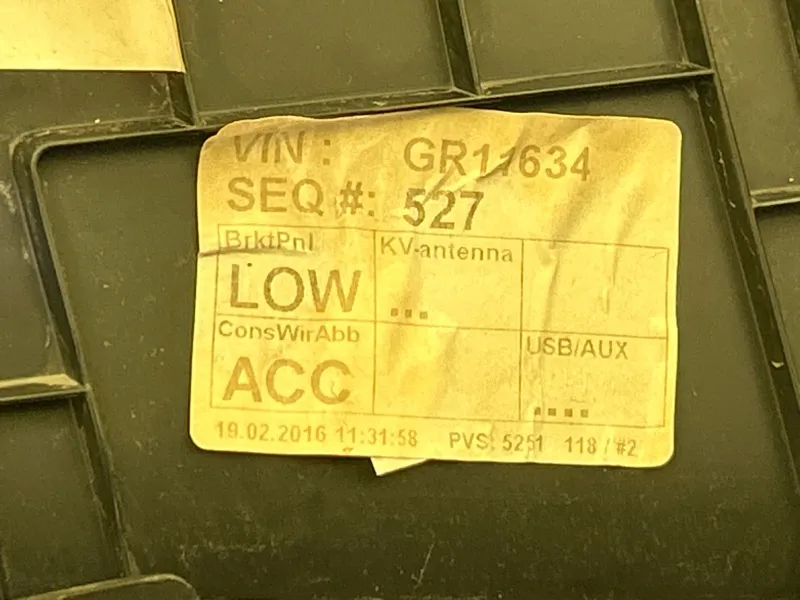 VIN : GR11634
SEQ #: 527
BrktPnl KV-antenna
LOW ...
ConsWirAbb USB/AUX
ACC ....
19.02.2016 11:31:58 PVS: 5251 118 / #2